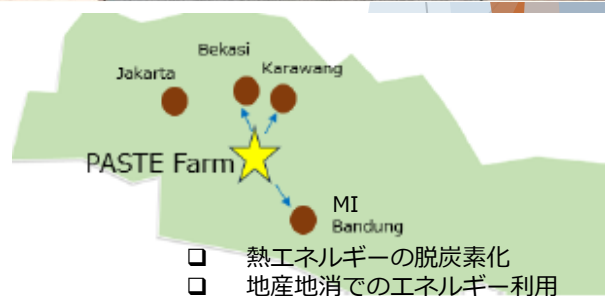 Bekasi
Jakarta
Karawang
PASTE Farm
MI
Bandung
❑ 熱エネルギーの脱炭素化
❑ 地産地消でのエネルギー利用